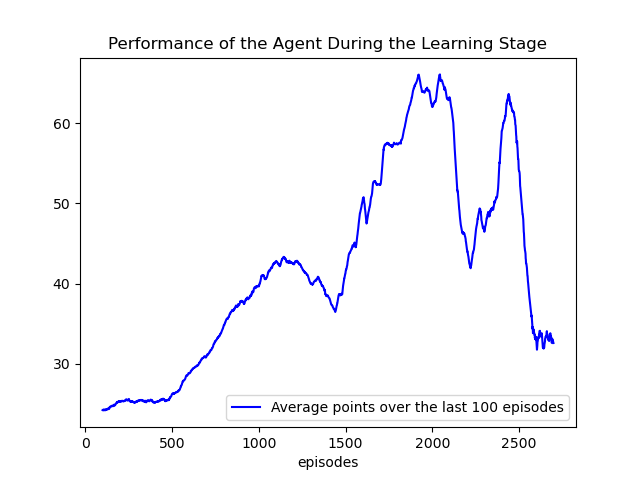 Performance of the Agent During the Learning Stage
60
50
40
30
Average points over the last 100 episodes
0 500 1000 1500 2000 2500
episodes